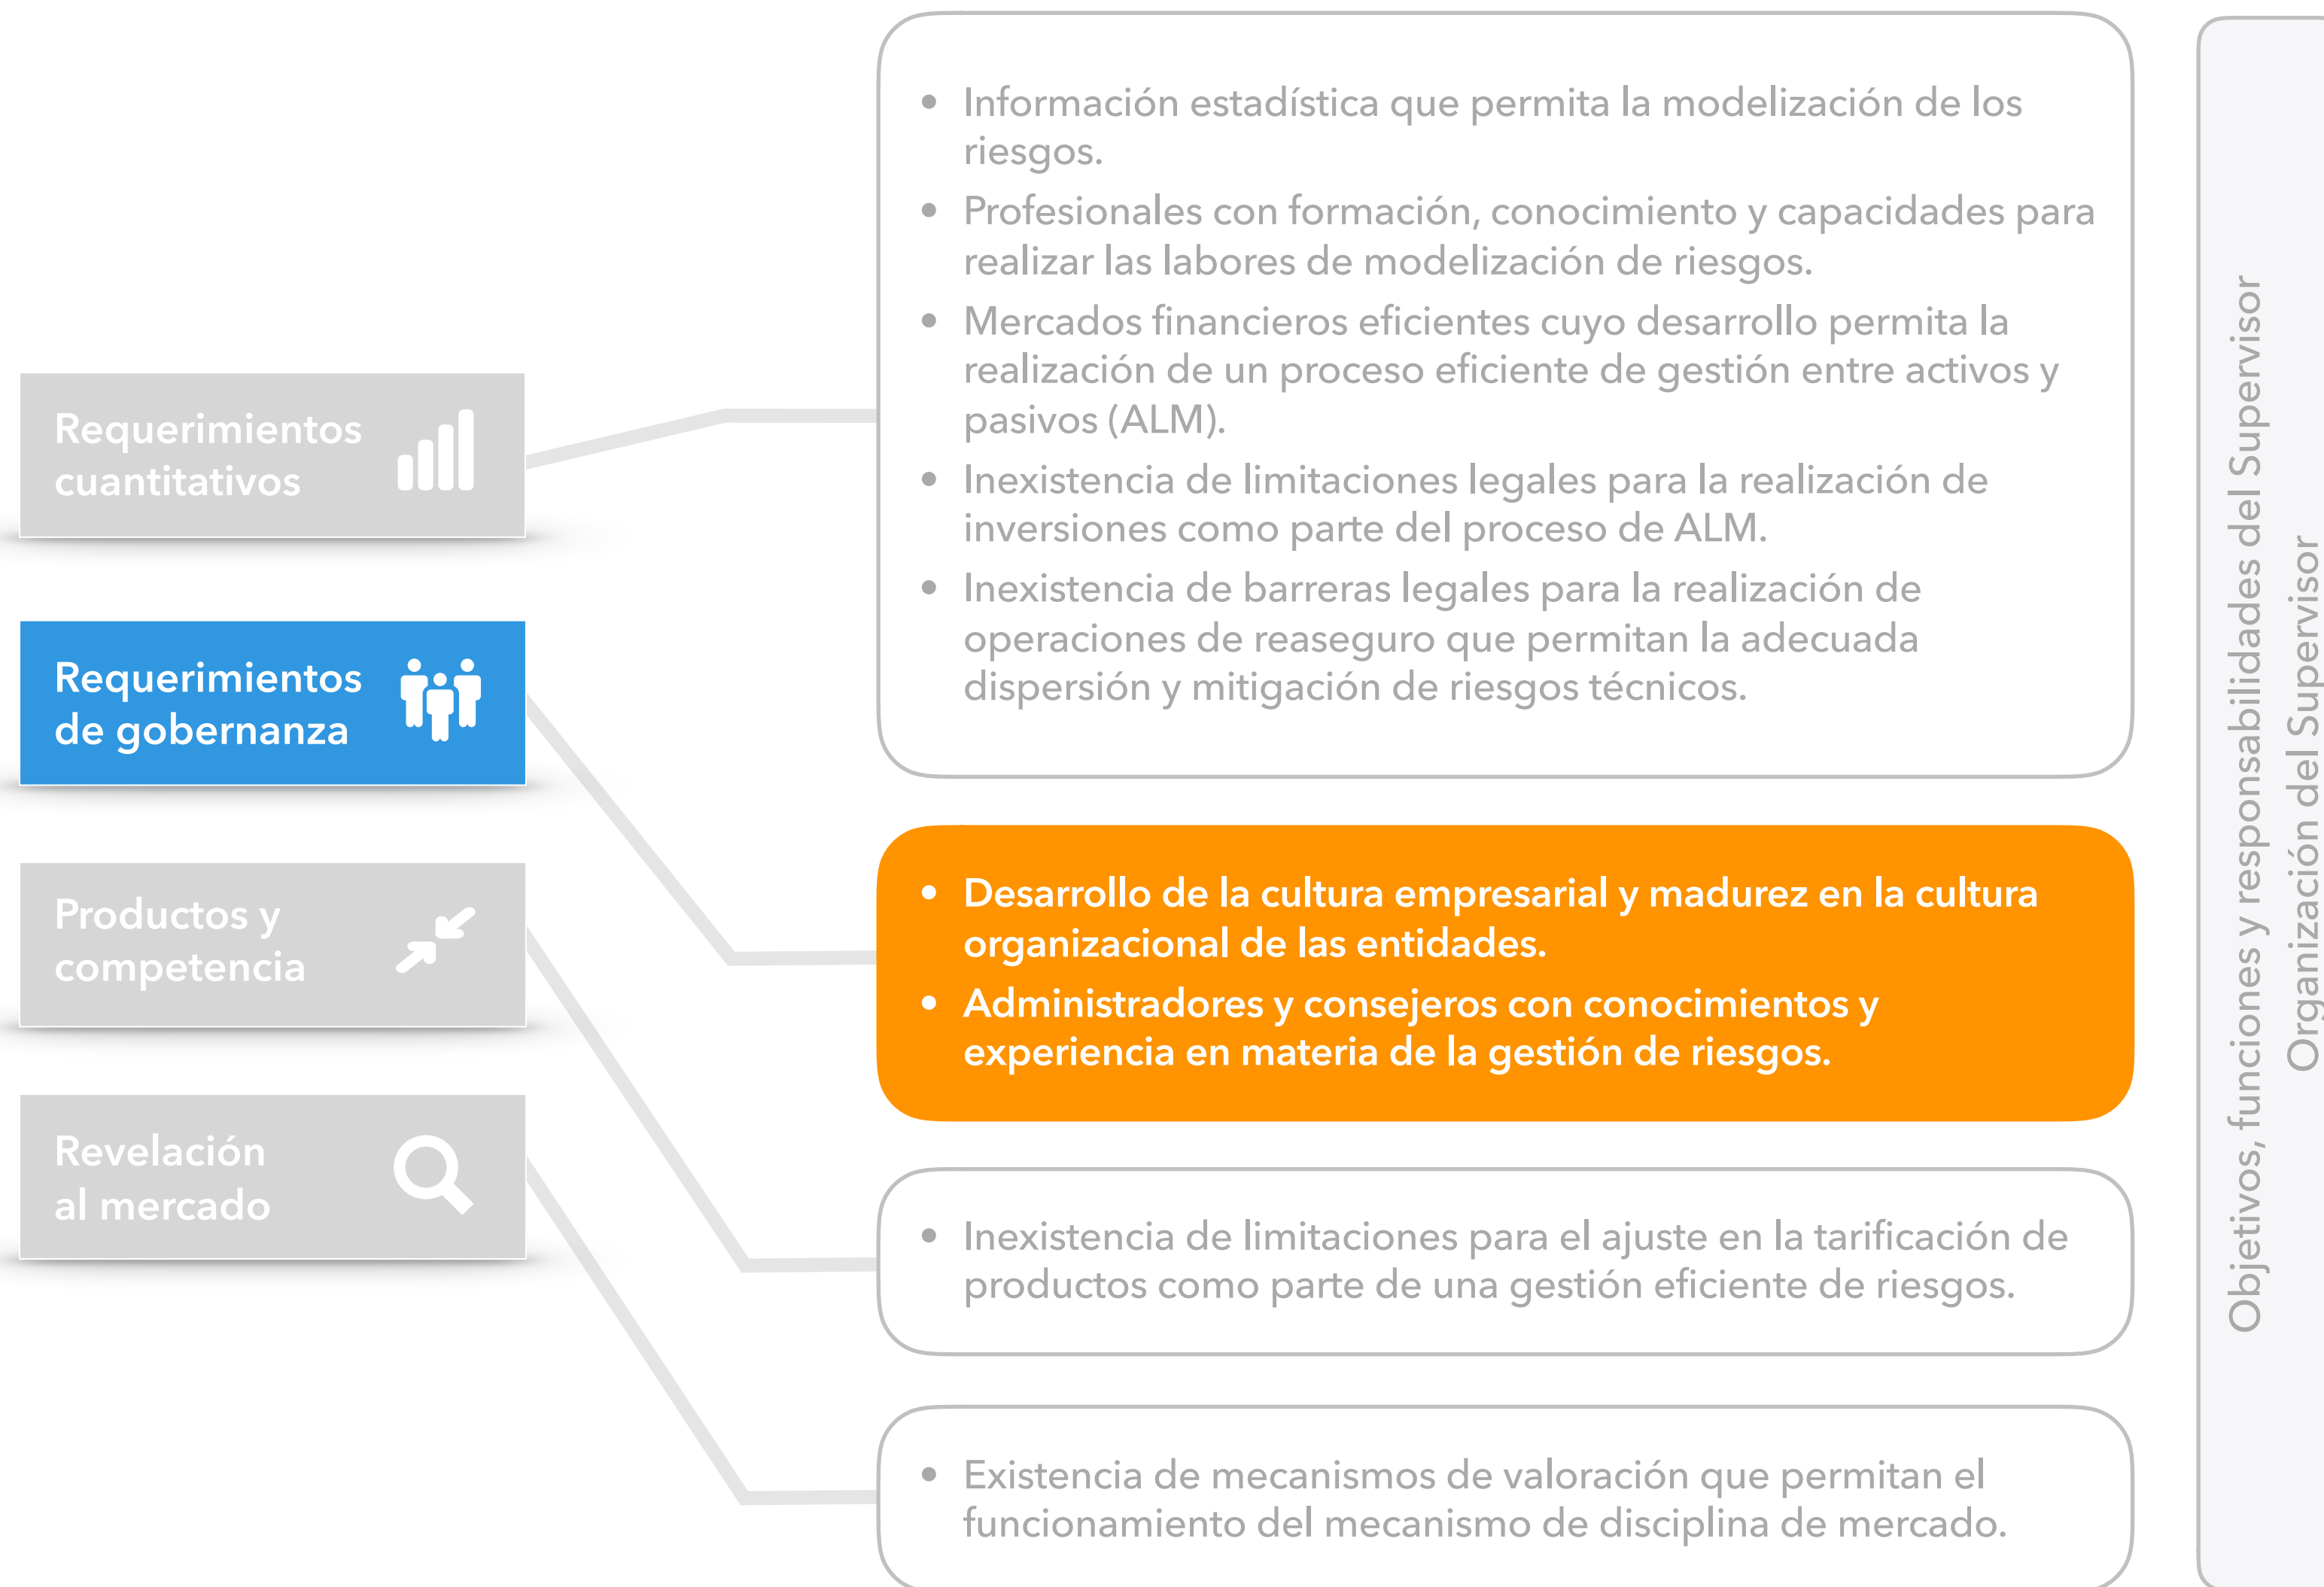 Requerimientos
cuantitativos
Requerimientos
de gobernanza
Productos y
competencia
Revelación
al mercado
• Información estadística que permita la modelización de los
riesgos.
• Profesionales con formación, conocimiento y capacidades para
realizar las labores de modelización de riesgos.
• Mercados financieros eficientes cuyo desarrollo permita la
realización de un proceso eficiente de gestión entre activos y
pasivos (ALM).
• Inexistencia de limitaciones legales para la realización de
inversiones como parte del proceso de ALM.
• Inexistencia de barreras legales para la realización de
operaciones de reaseguro que permitan la adecuada
dispersión y mitigación de riesgos técnicos.
• Desarrollo de la cultura empresarial y madurez en la cultura
organizacional de las entidades.
• Administradores y consejeros con conocimientos y
experiencia en materia de la gestión de riesgos.
• Inexistencia de limitaciones para el ajuste en la tarificación de
productos como parte de una gestión eficiente de riesgos.
• Existencia de mecanismos de valoración que permitan el
funcionamiento del mecanismo de disciplina de mercado.
Objetivos, funciones y responsabilidades del Supervisor
Organización del Supervisor